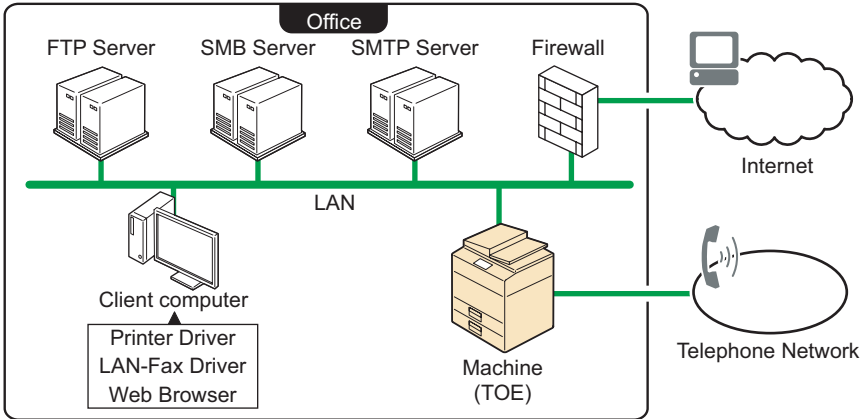 Office
FTP Server
SMB Server
SMTP Server
Firewall
Internet
LAN
Client computer
Printer Driver
LAN-Fax Driver
Web Browser
Machine
(TOE)
Telephone Network